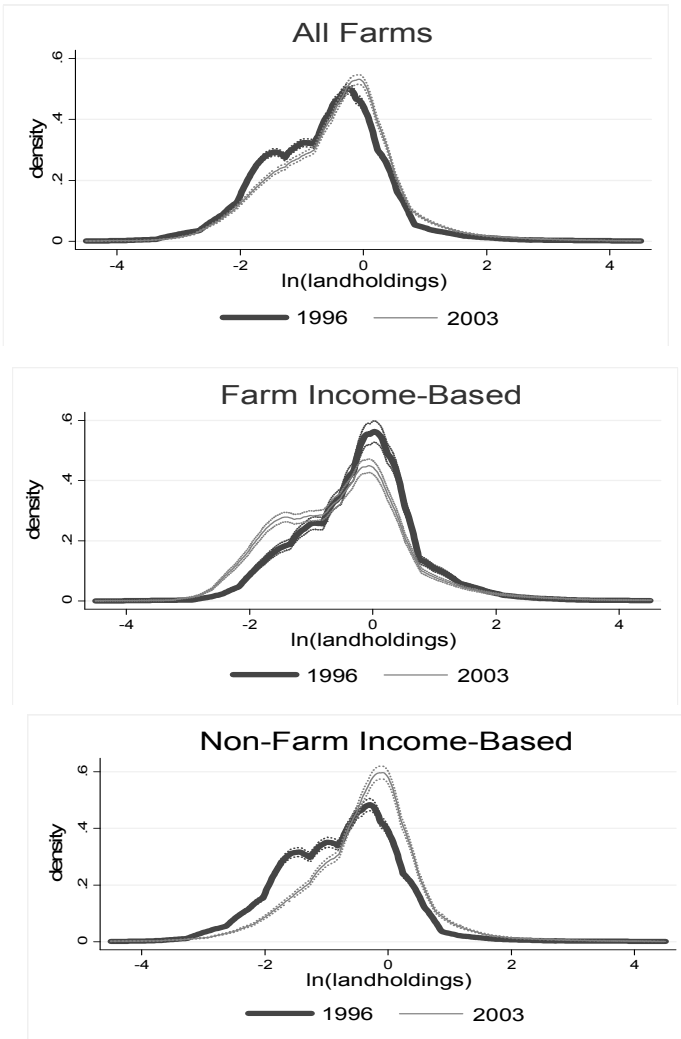 All Farms
.6
.4
.2
0
density
-4 -2 0 2 4
ln(landholdings)
1996 2003
Farm Income-Based
.6
.4
.2
0
density
-4 -2 0 2 4
ln(landholdings)
1996 2003
Non-Farm Income-Based
.6
.4
.2
0
density
-4 -2 0 2 4
ln(landholdings)
1996 2003